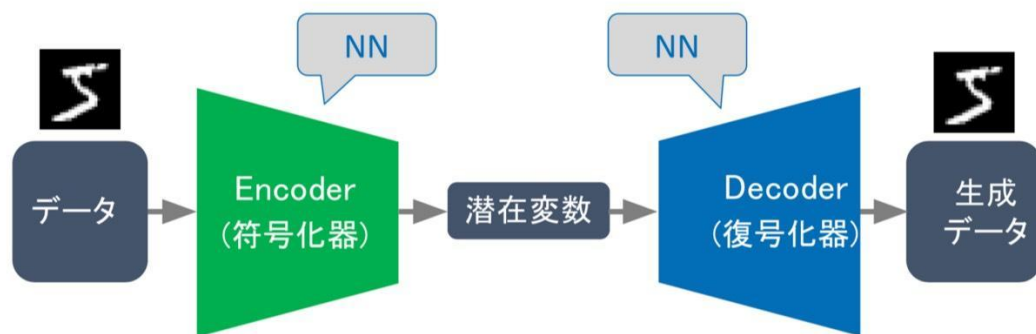 NN
NN
データ
Encoder
(符号化器)
潜在変数
Decoder
(復号化器)
生成
データ